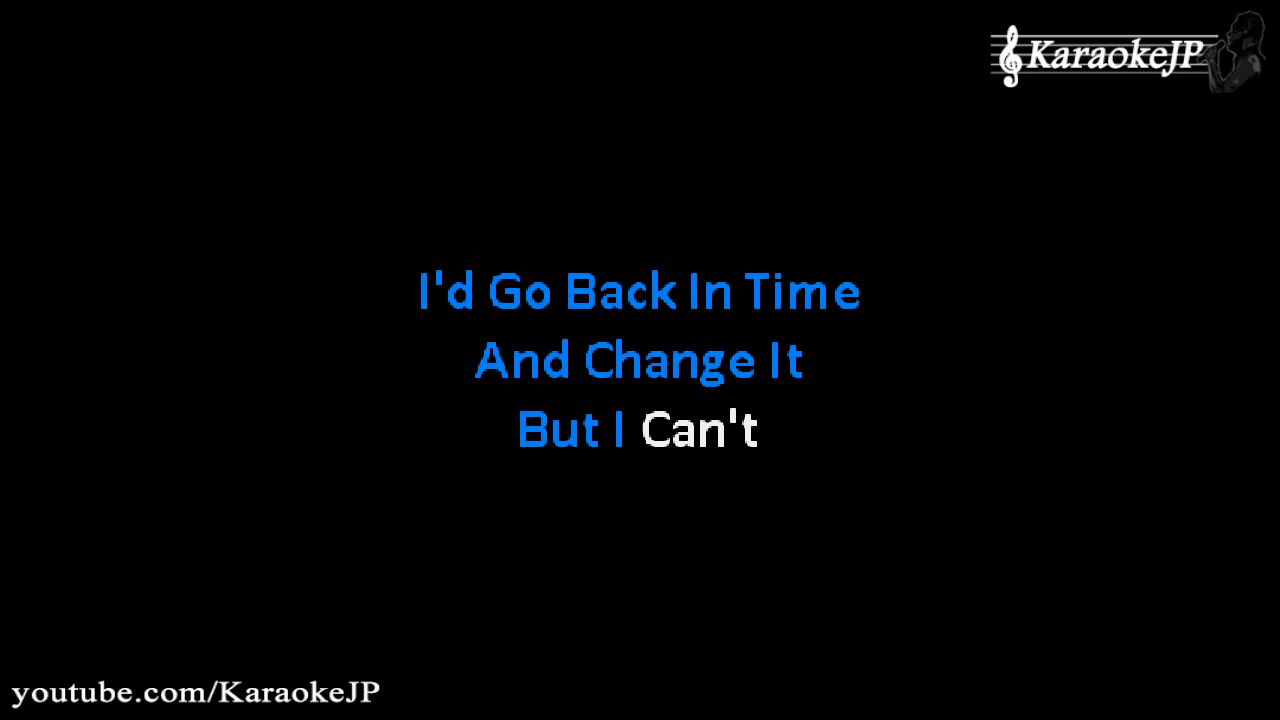 KaraokeJP
I'd Go Back In Time
And Change It
But I Can't
youtube.com/KaraokeJP